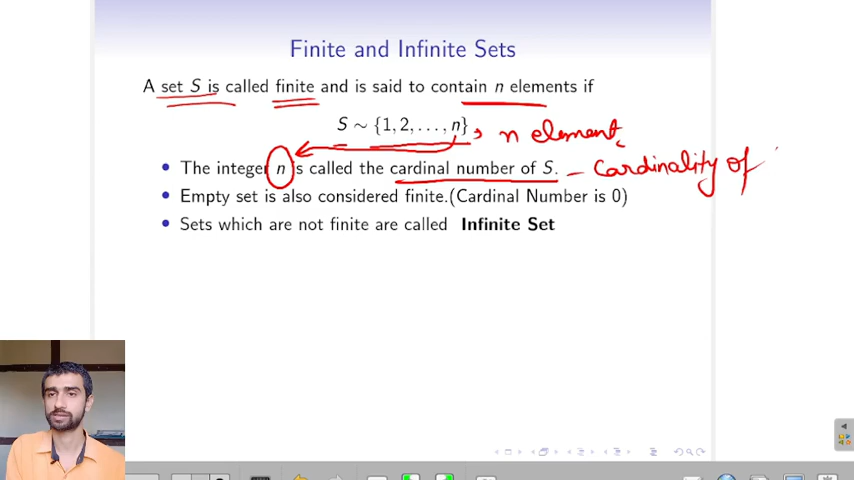 Finite and Infinite Sets
A set S is called finite and is said to contain n elements if
S ∼ {1, 2, . . . , n} , n element
• The integer n is called the cardinal number of S. – Cardinality of
• Empty set is also considered finite.(Cardinal Number is 0)
• Sets which are not finite are called Infinite Set